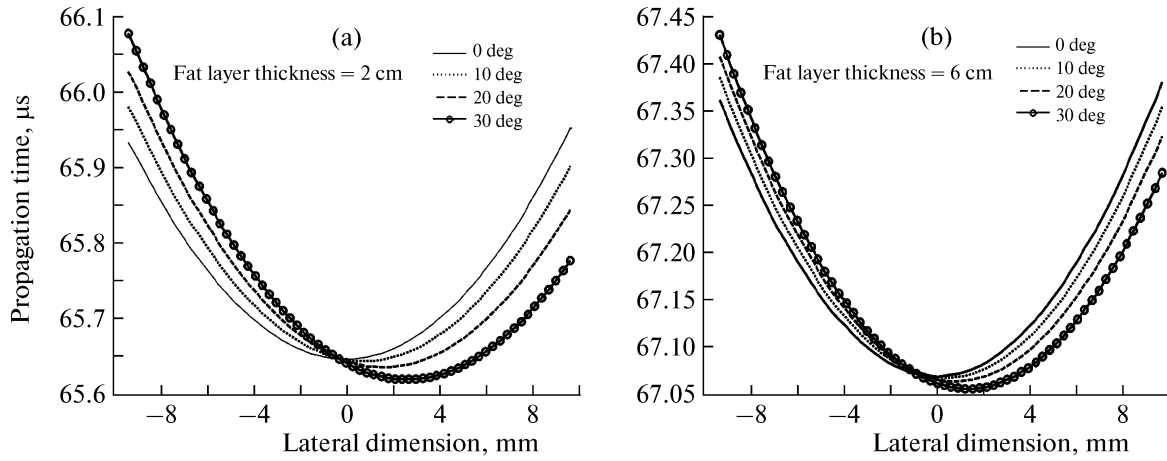 Propagation time, μs
66.1
66.0
65.9
65.8
65.7
65.6
(a)
Fat layer thickness = 2 cm
0 deg
10 deg
20 deg
30 deg
−8 −4 0 4 8
Lateral dimension, mm
67.45
67.40
67.35
67.30
67.25
67.20
67.15
67.10
67.05
(b)
Fat layer thickness = 6 cm
0 deg
10 deg
20 deg
30 deg
−8 −4 0 4 8
Lateral dimension, mm